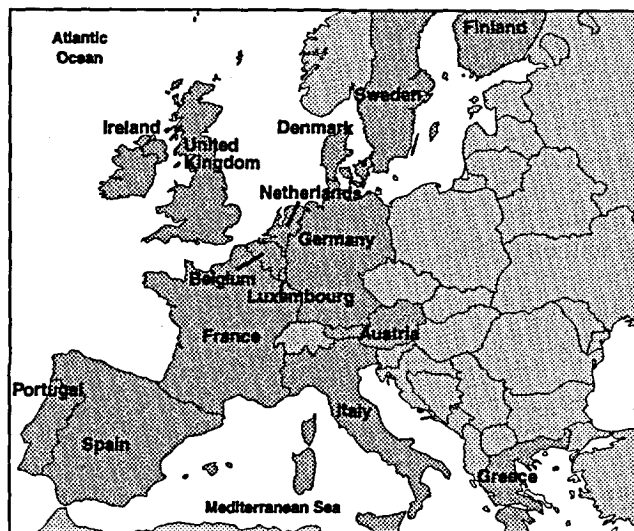 Atlantic
Ocean
Finland
Sweden
Ireland
United
Kingdom
Denmark
Netherlands
Germany
Belgium
Luxembourg
France
Austria
Portugal
Spain
Italy
Greece
Mediterranean Sea